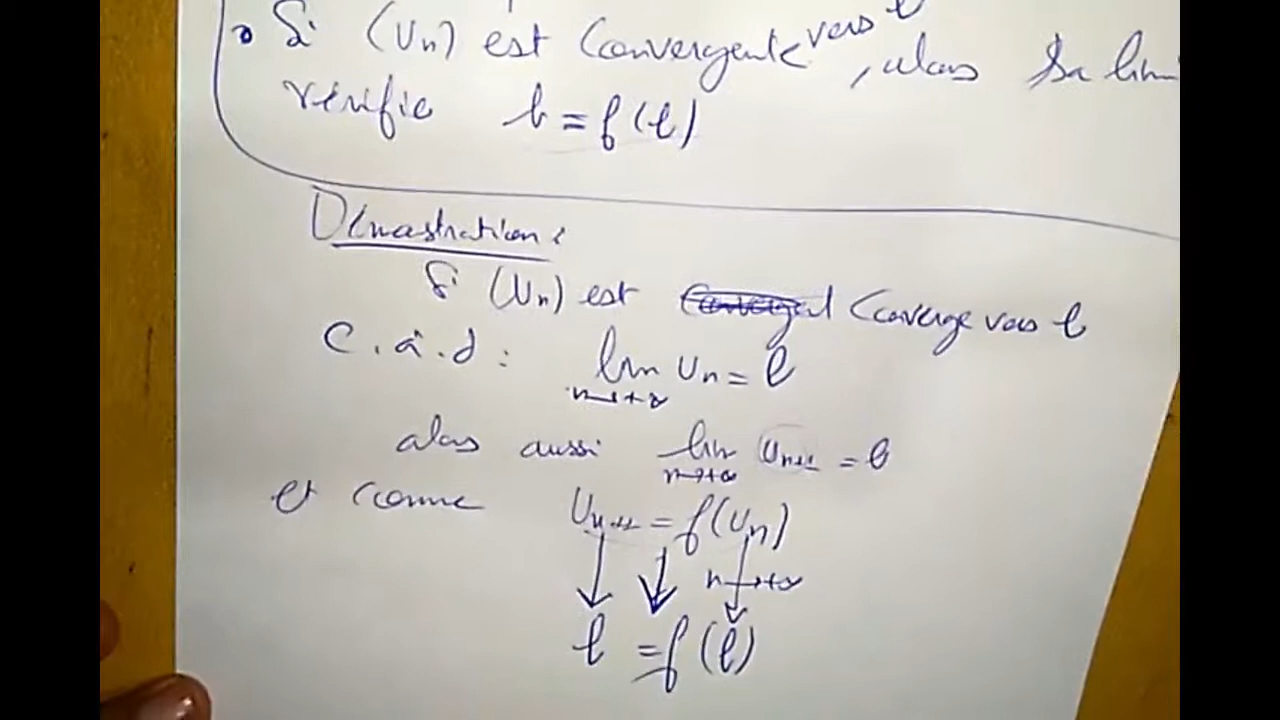 • Si (Un) est Convergente vers l, alors sa lim
vérifie l = f(l)
Démostration :
Si (Un) est Converge vers l
C.à.d : lim Un = l
n→+∞
alors aussi lim Un+1 = l
n→+∞
et comme Un+1 = f(Un)
n→+∞
l = f(l)